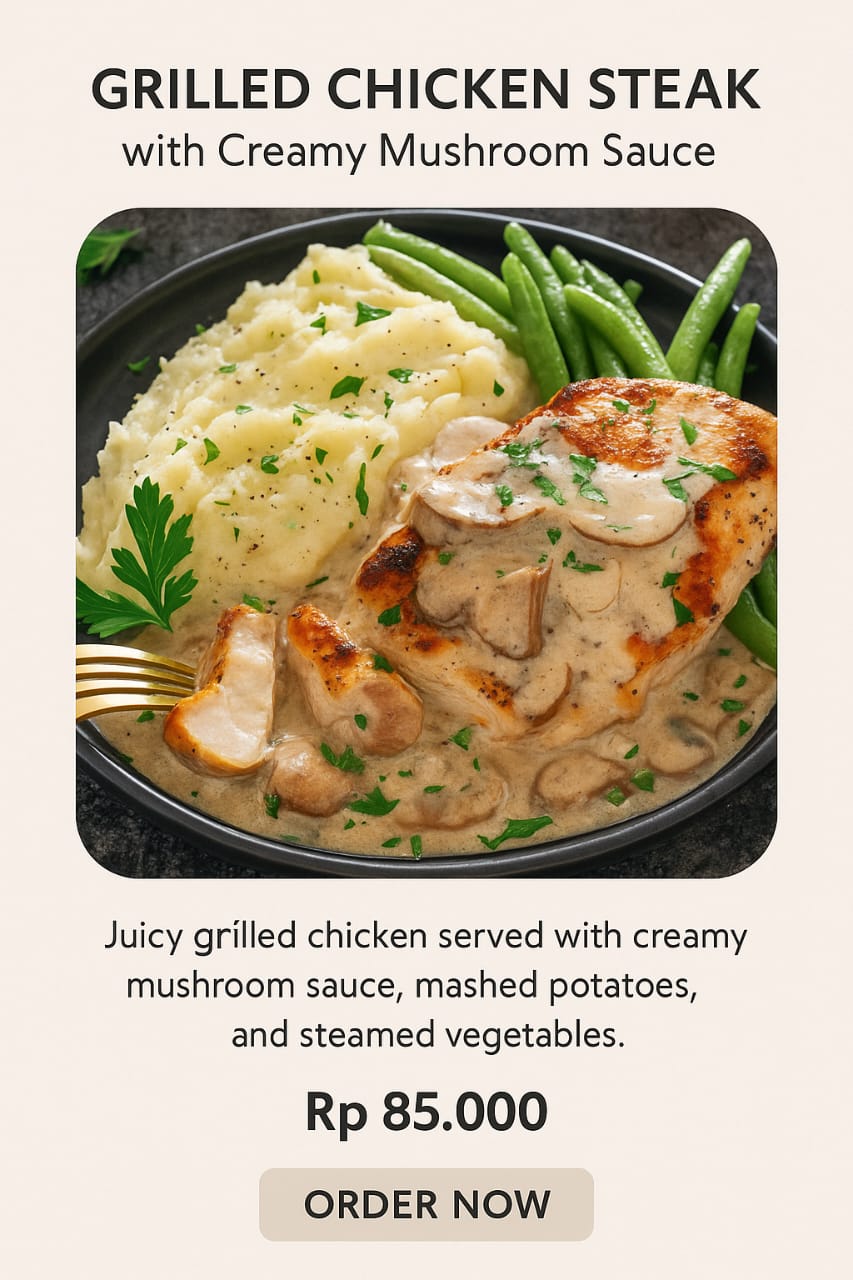 GRILLED CHICKEN STEAK
with Creamy Mushroom Sauce
Juicy grílled chicken served with creamy
mushroom sauce, mashed potatoes,
and steamed vegetables.
Rp 85.000
ORDER NOW